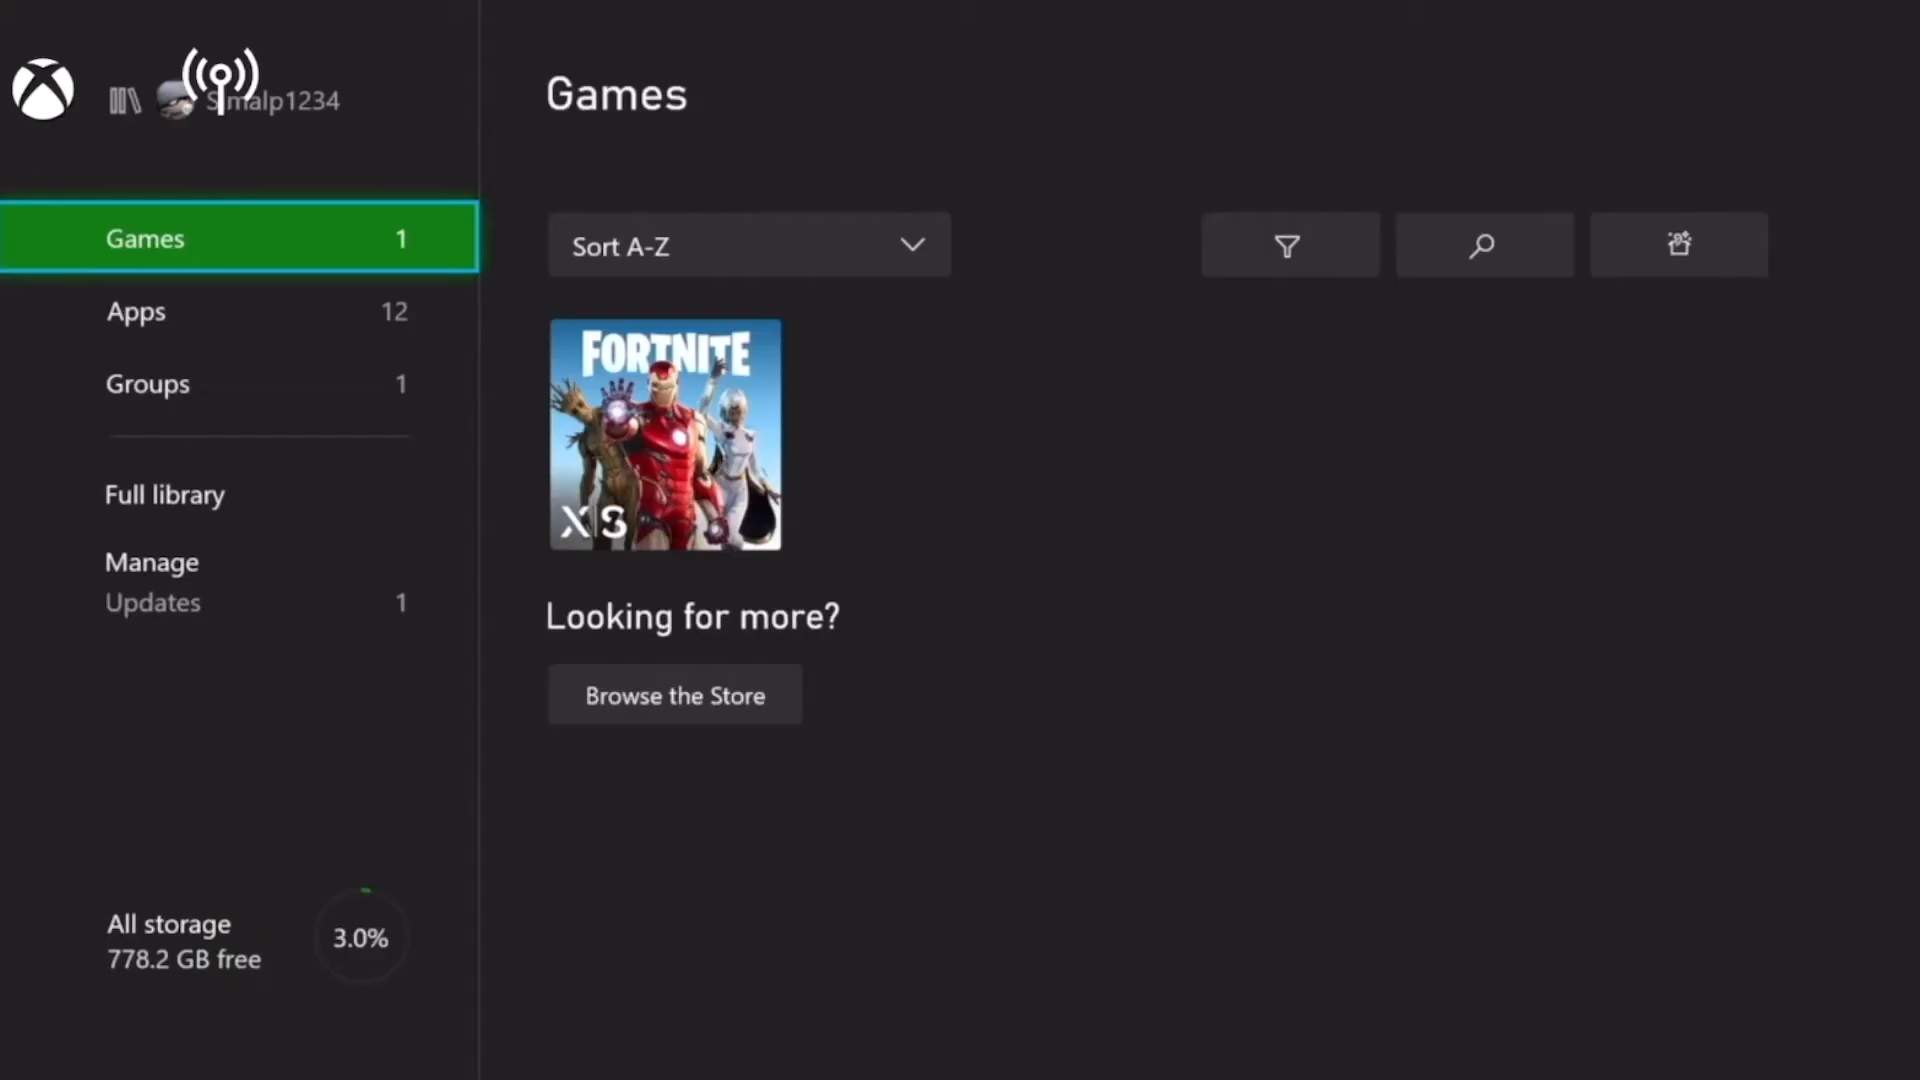 Simalp1234
Games 1
Apps 12
Groups 1
Full library
Manage
Updates 1
All storage
778.2 GB free
3.0%
Games
Sort A-Z
FORTNITE
X|S
Looking for more?
Browse the Store